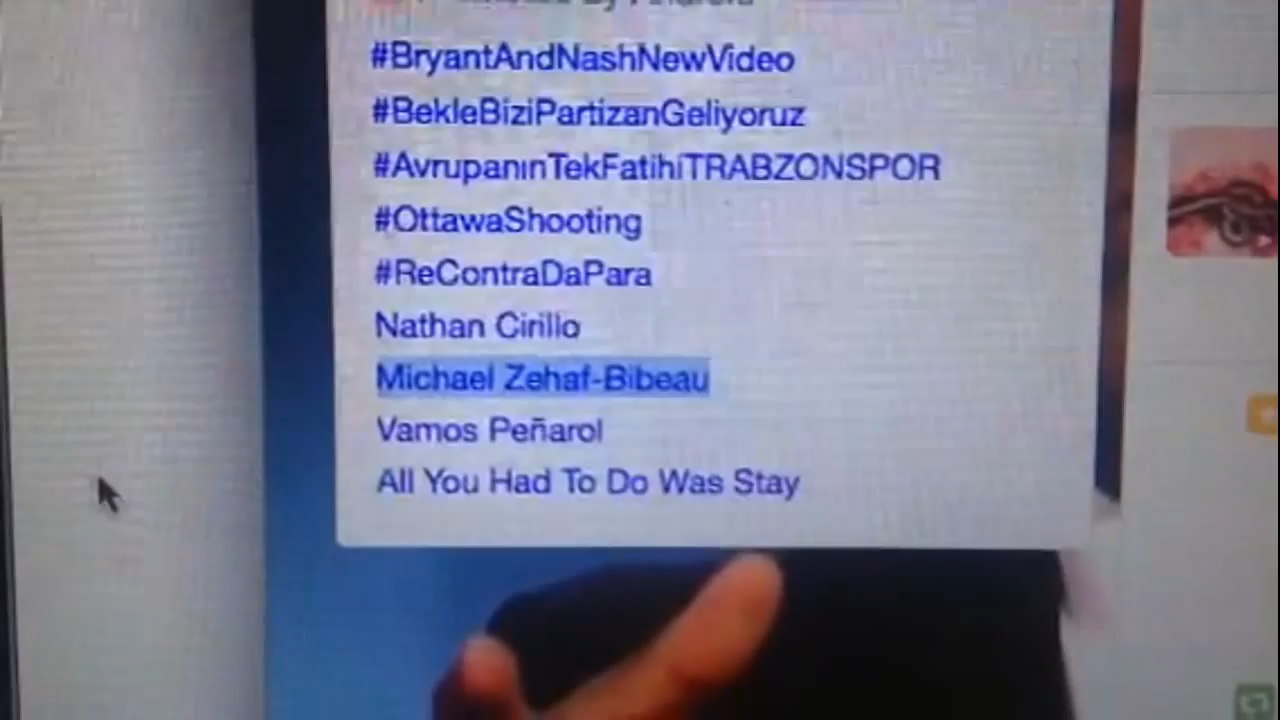 #BryantAndNashNewVideo
#BekleBiziPartizanGeliyoruz
#AvrupanınTekFatihiTRABZONSPOR
#OttawaShooting
#ReContraDaPara
Nathan Cirillo
Michael Zehaf-Bibeau
Vamos Peñarol
All You Had To Do Was Stay